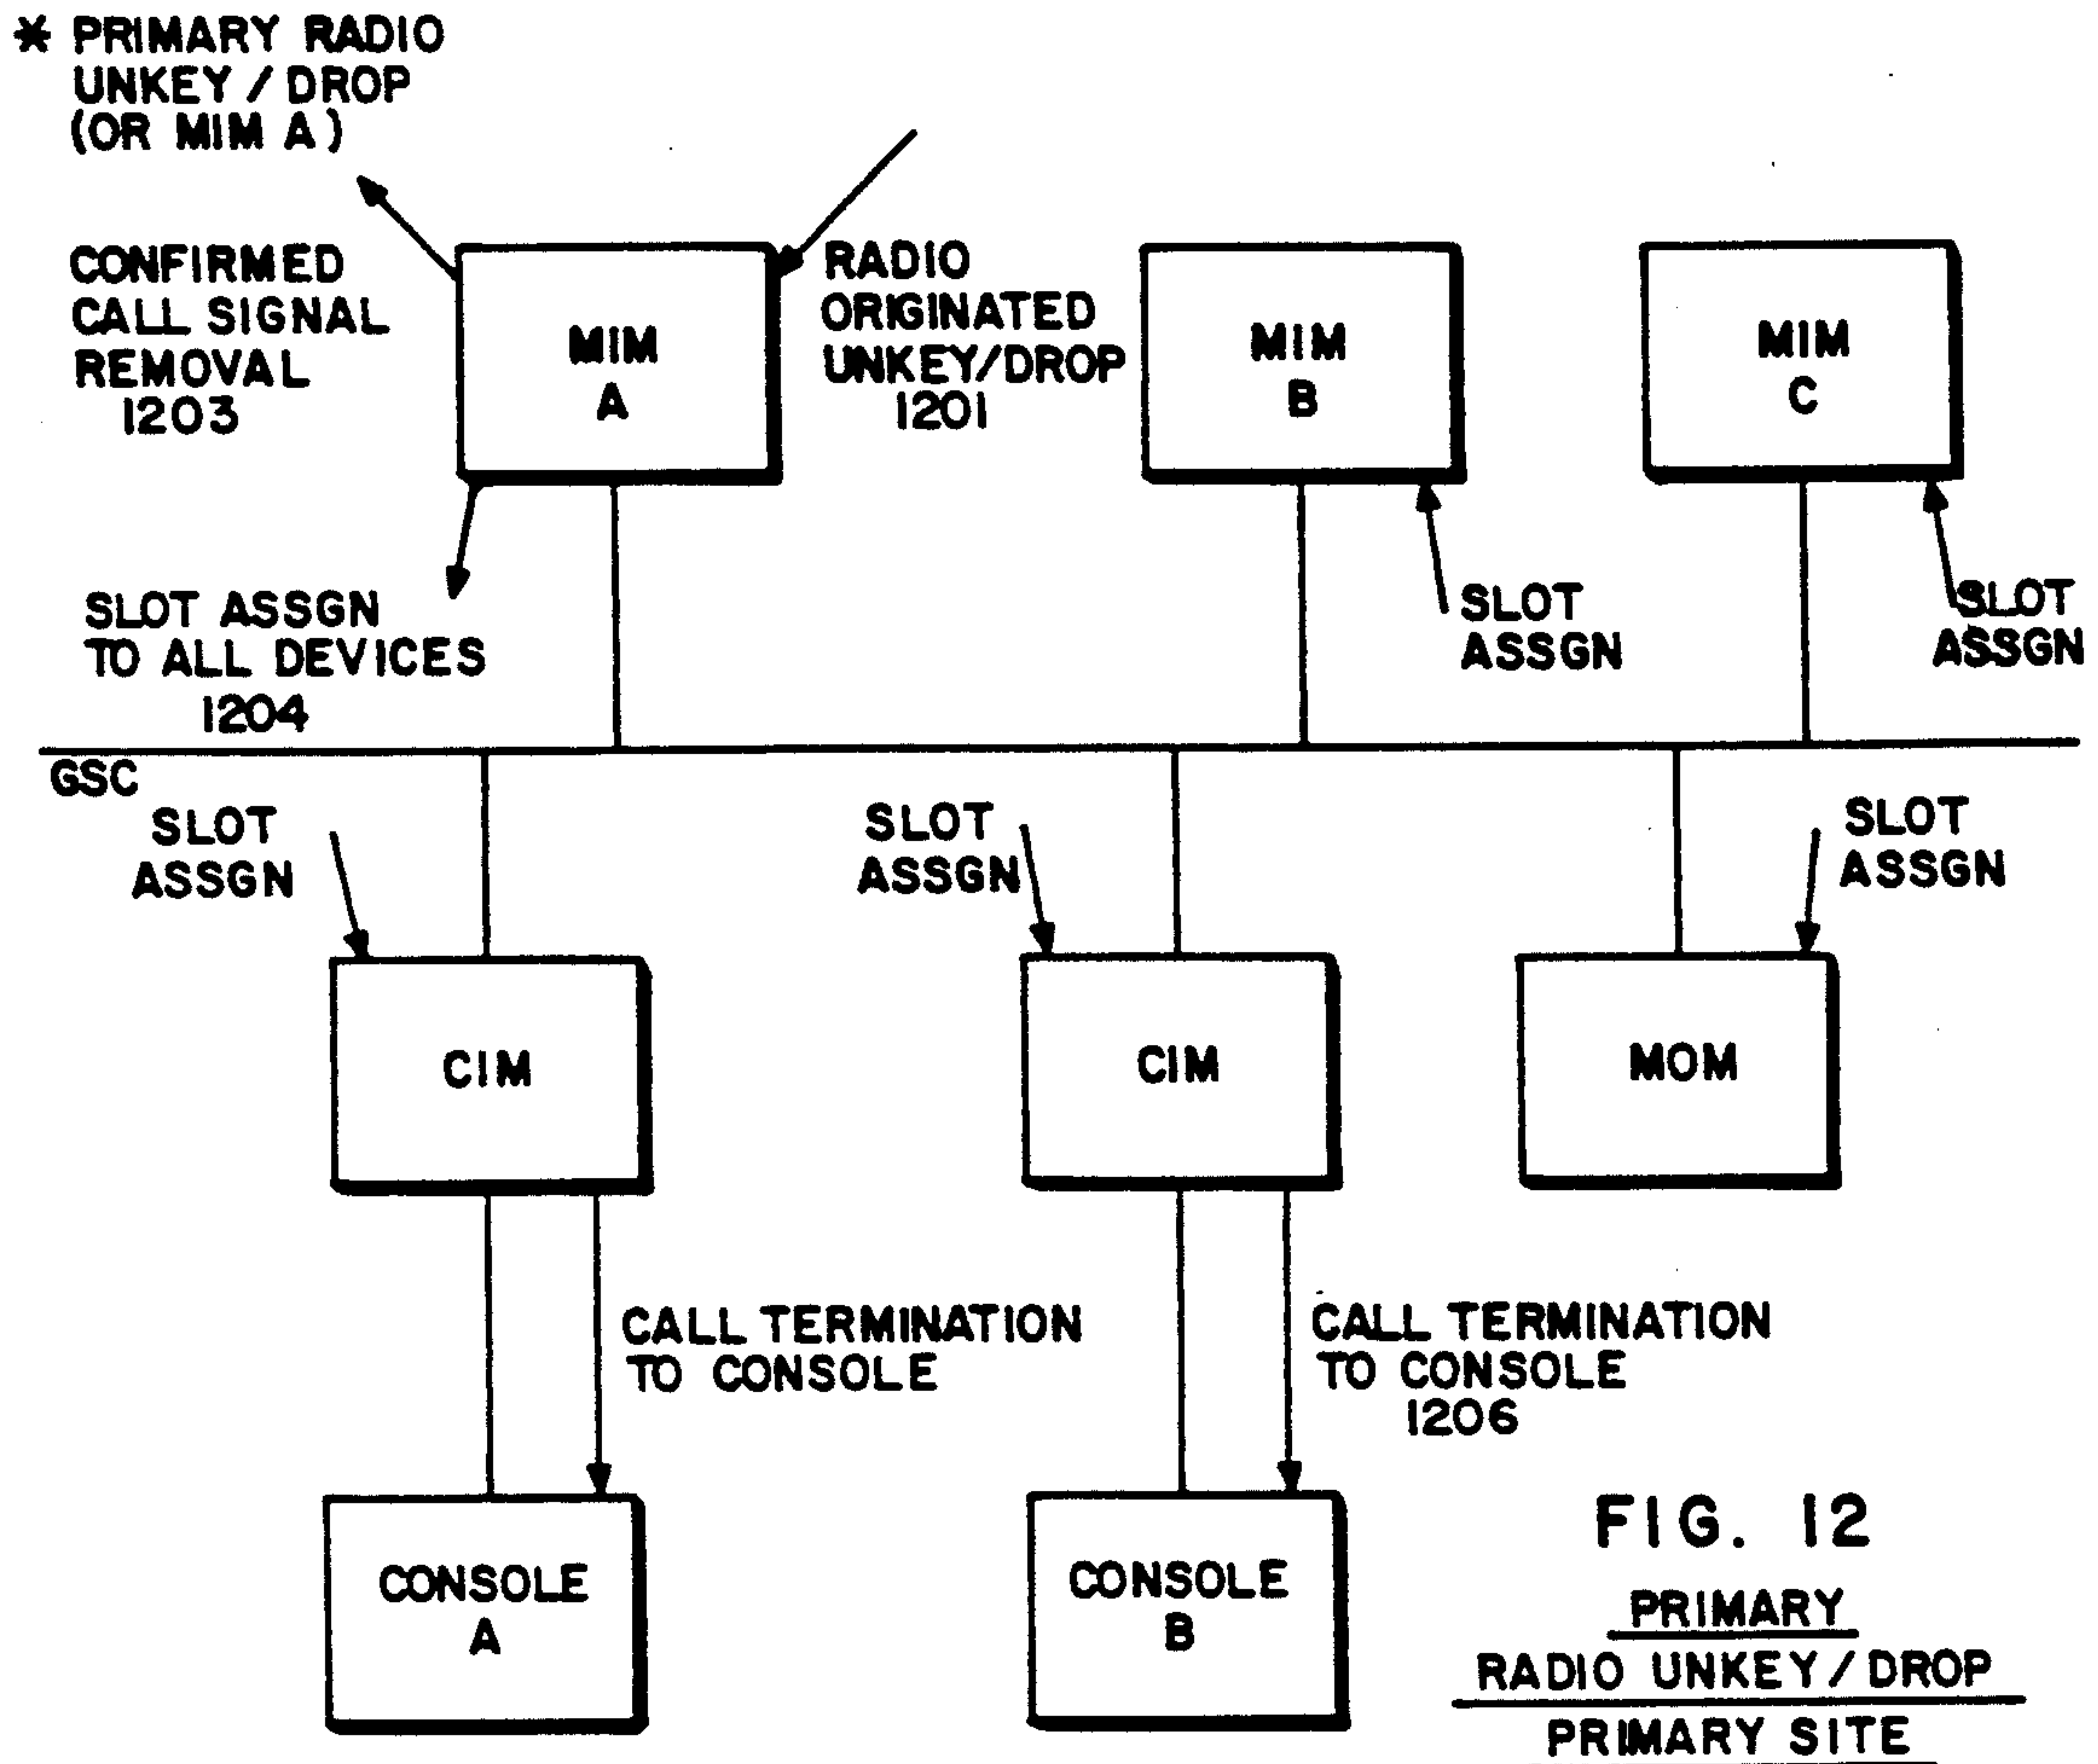 * PRIMARY RADIO
UNKEY / DROP
(OR MIM A)
CONFIRMED
CALL SIGNAL
REMOVAL
1203
MIM
A
RADIO
ORIGINATED
UNKEY/DROP
1201
MIM
B
MIM
C
SLOT ASSGN
TO ALL DEVICES
1204
SLOT
ASSGN
SLOT
ASSGN
GSC
SLOT
ASSGN
SLOT
ASSGN
SLOT
ASSGN
CIM
CIM
MOM
CALL TERMINATION
TO CONSOLE
CALL TERMINATION
TO CONSOLE
1206
CONSOLE
A
CONSOLE
B
FIG. 12
PRIMARY
RADIO UNKEY/DROP
PRIMARY SITE